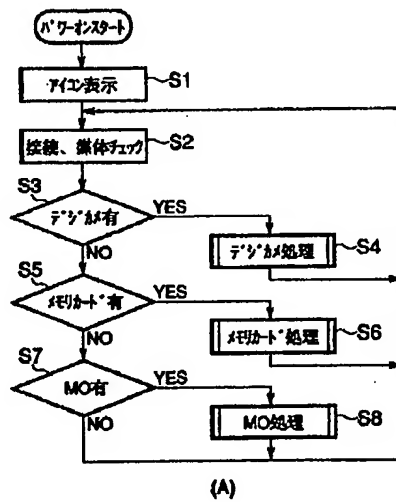 パワーオンスタート
アイコン表示 S1
接続、媒体チェック S2
S3
デジカメ有 YES
デジカメ処理 S4
NO
S5
メモリカード有 YES
メモリカード処理 S6
NO
S7
MO有 YES
MO処理 S8
NO
(A)